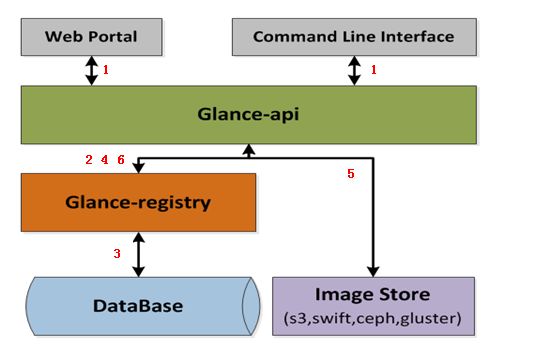 Web Portal
Command Line Interface
1
1
Glance-api
2 4 6
5
Glance-registry
3
DataBase
Image Store
(s3,swift,ceph,gluster)